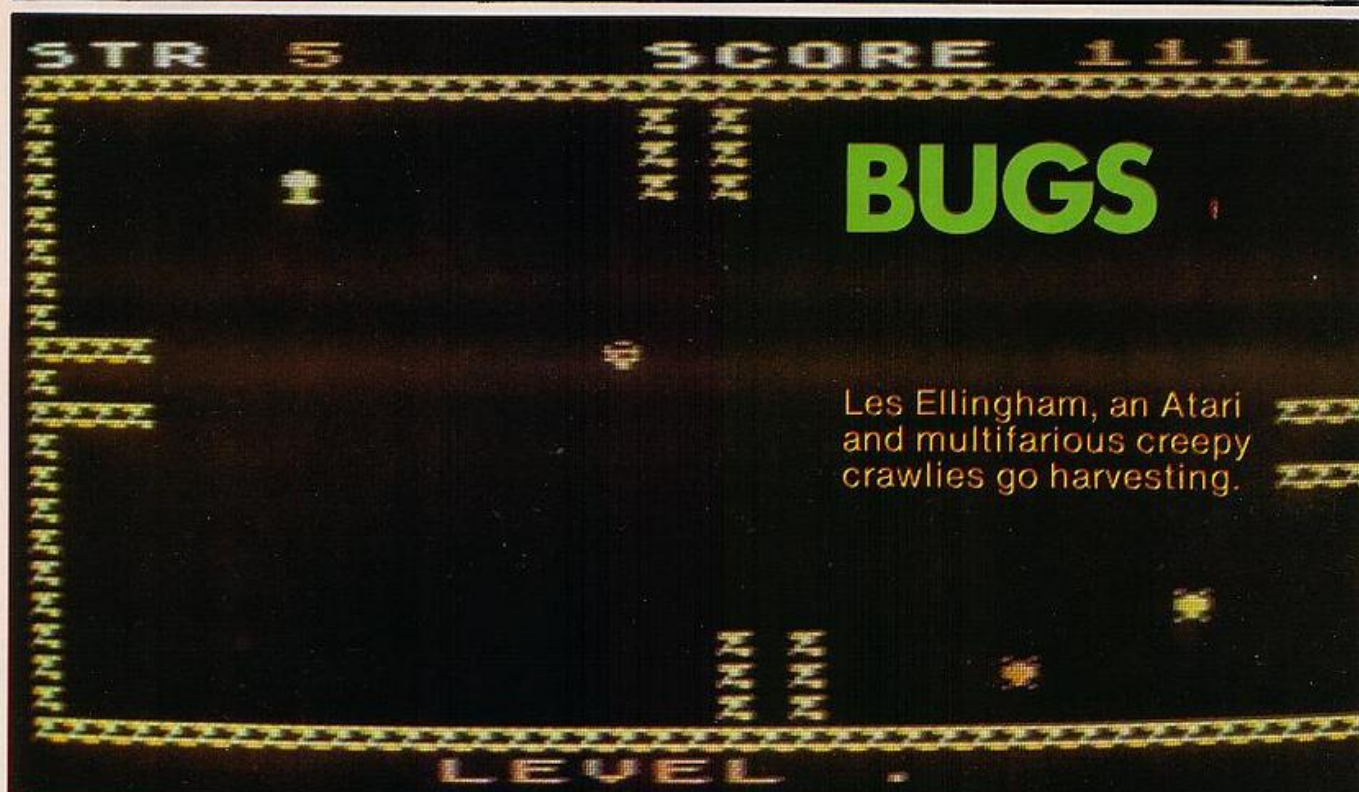 STR 5 SCORE 111
BUGS
Les Ellingham, an Atari
and multifarious creepy
crawlies go harvesting.
LEVEL .